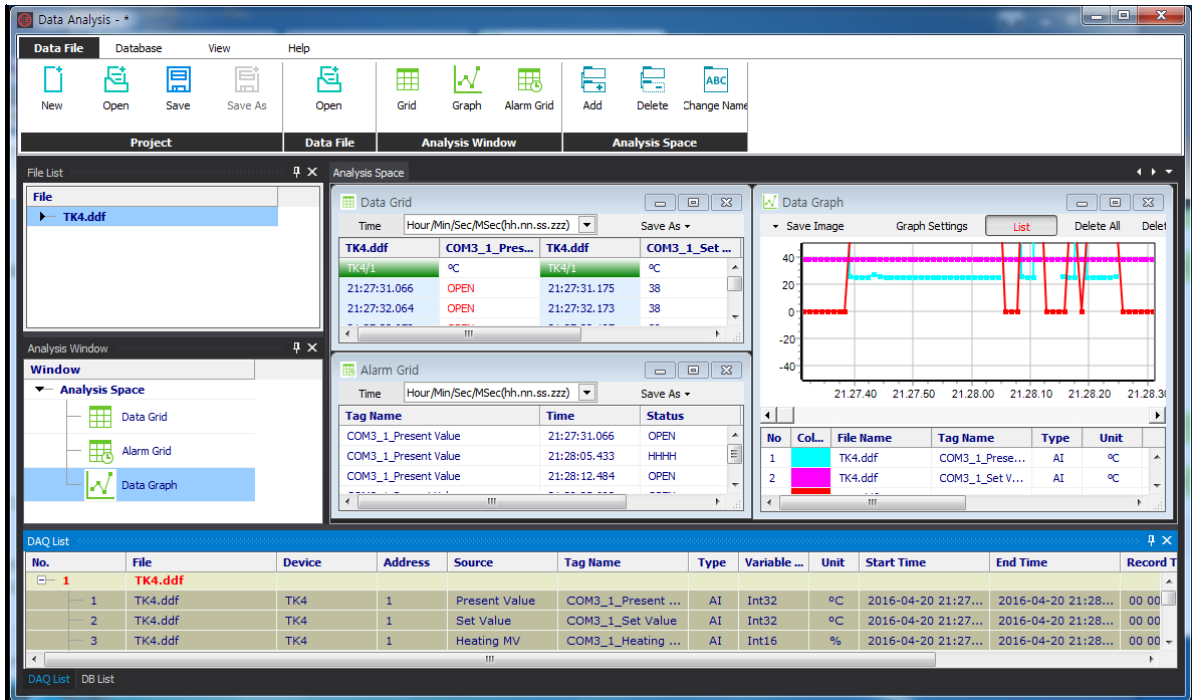 Data Analysis - *
Data File Database View Help
New Open Save Save As Open Grid Graph Alarm Grid Add Delete Change Name
ABC
Project Data File Analysis Window Analysis Space
File List
File
TK4.ddf
Analysis Window
Window
Analysis Space
Data Grid
Alarm Grid
Data Graph
Analysis Space
Data Grid
Time Hour/Min/Sec/MSec(hh.nn.ss.zzz) Save As
TK4.ddf COM3_1_Pres... TK4.ddf COM3_1_Set ...
TK4/1 ºC TK4/1 ºC
21:27:31.066 OPEN 21:27:31.175 38
21:27:32.064 OPEN 21:27:32.173 38
Alarm Grid
Time Hour/Min/Sec/MSec(hh.nn.ss.zzz) Save As
Tag Name Time Status
COM3_1_Present Value 21:27:31.066 OPEN
COM3_1_Present Value 21:28:05.433 HHHH
COM3_1_Present Value 21:28:12.484 OPEN
Data Graph
Save Image Graph Settings List Delete All Delet
40
20
0
-20
-40
21.27.40 21.27.50 21.28.00 21.28.10 21.28.20 21.28.30
No Col... File Name Tag Name Type Unit
1 TK4.ddf COM3_1_Prese... AI ºC
2 TK4.ddf COM3_1_Set V... AI ºC
DAQ List
No. File Device Address Source Tag Name Type Variable ... Unit Start Time End Time Record T
1 TK4.ddf
1 TK4.ddf TK4 1 Present Value COM3_1_Present ... AI Int32 ºC 2016-04-20 21:27... 2016-04-20 21:28... 00 00
2 TK4.ddf TK4 1 Set Value COM3_1_Set Value AI Int32 ºC 2016-04-20 21:27... 2016-04-20 21:28... 00 00
3 TK4.ddf TK4 1 Heating MV COM3_1_Heating ... AI Int16 % 2016-04-20 21:27... 2016-04-20 21:28... 00 00
DAQ List DB List